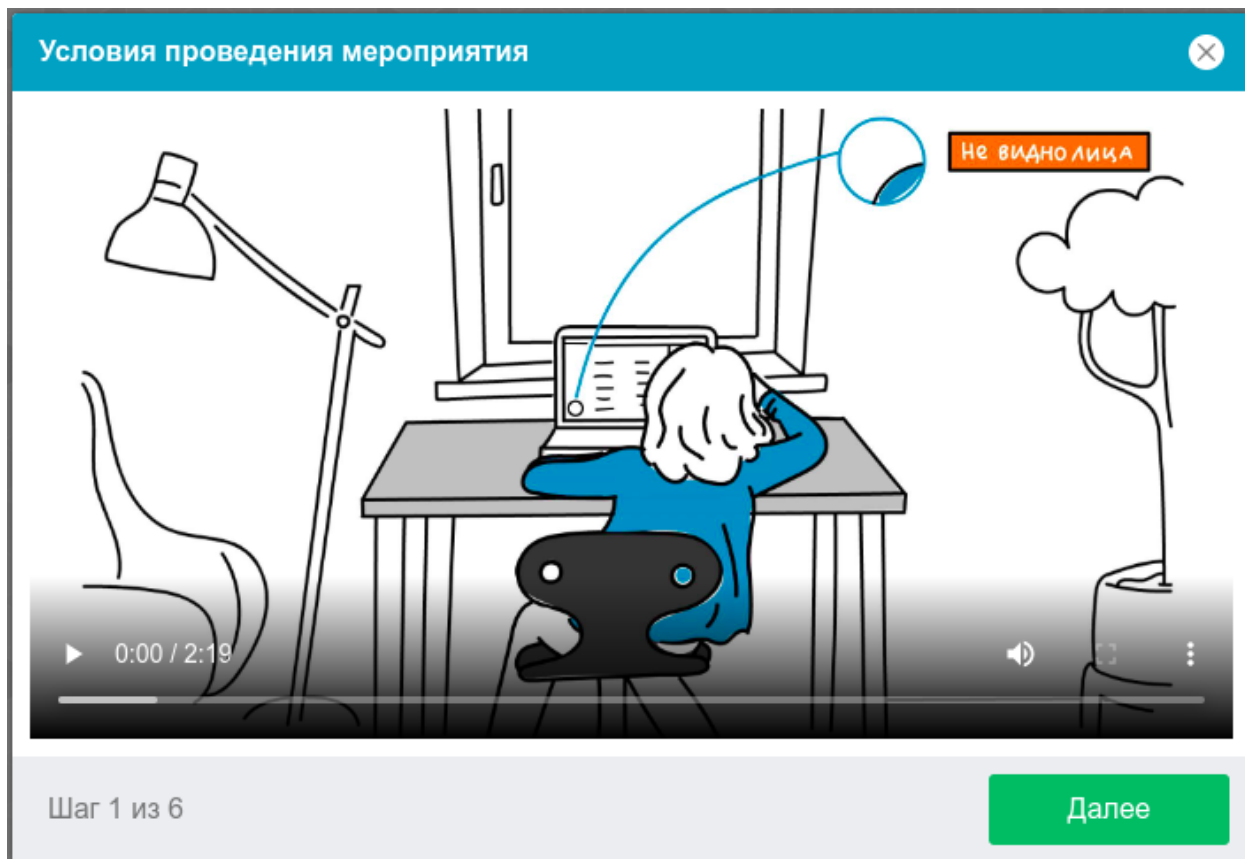 Условия проведения мероприятия
Не видно лица
0:00 / 2:19
Шаг 1 из 6
Далее